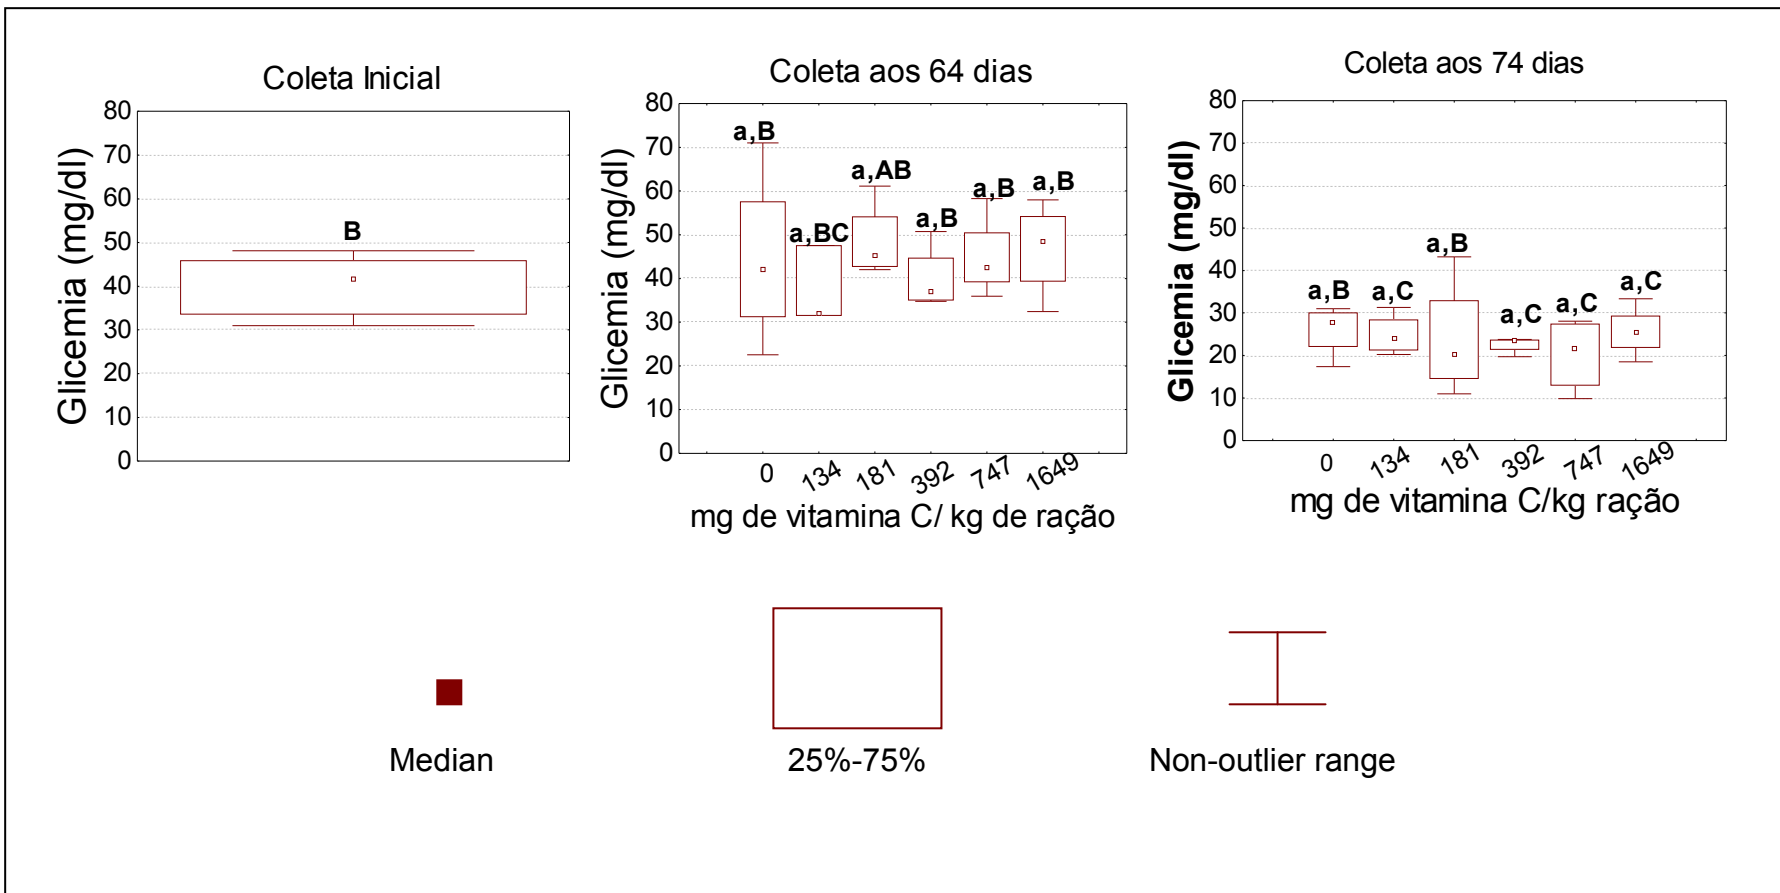 Coleta Inicial
Glicemia (mg/dl)
80
70
60
50
40
30
20
10
0
B
Coleta aos 64 dias
Glicemia (mg/dl)
80
70
60
50
40
30
20
10
0
a,B
a,BC
a,AB
a,B
a,B
a,B
0 134 181 392 747 1649
mg de vitamina C/ kg de ração
Coleta aos 74 dias
Glicemia (mg/dl)
80
70
60
50
40
30
20
10
0
a,B
a,C
a,B
a,C
a,C
a,C
0 134 181 392 747 1649
mg de vitamina C/kg ração
Median
25%-75%
Non-outlier range